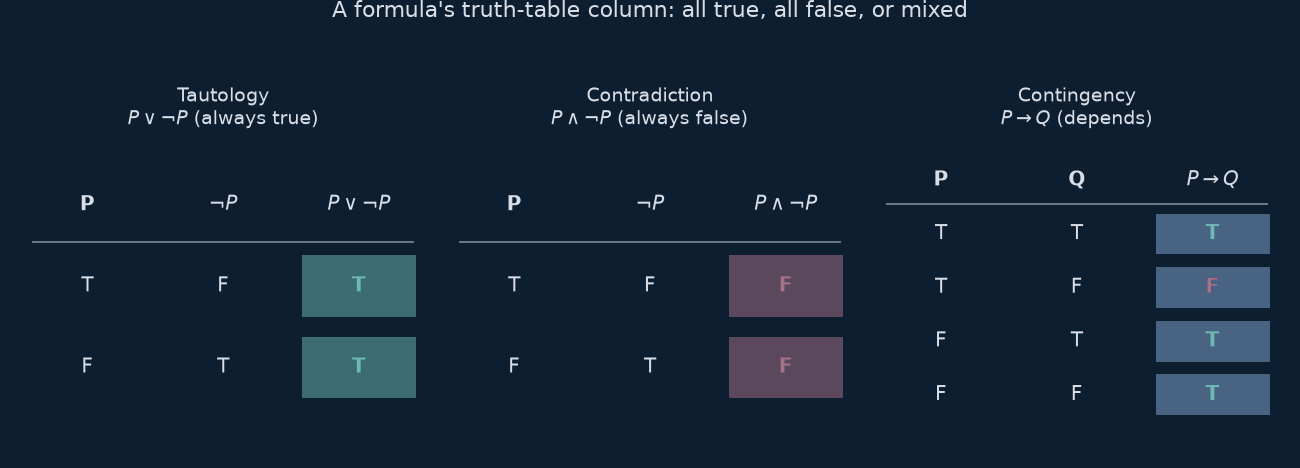 A formula's truth-table column: all true, all false, or mixed
Tautology
P ∨ ¬P (always true)
P ¬P P ∨ ¬P
T F T
F T T
Contradiction
P ∧ ¬P (always false)
P ¬P P ∧ ¬P
T F F
F T F
Contingency
P → Q (depends)
P Q P → Q
T T T
T F F
F T T
F F T